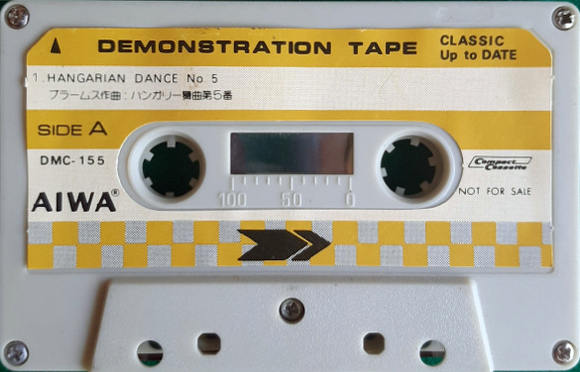 DEMONSTRATION TAPE
CLASSIC
Up to DATE
1. HANGARIAN DANCE No 5
ブラームス作曲：ハンガリー舞曲第5番
SIDE A
DMC-155
AIWA®
Compact
Cassette
NOT FOR SALE
100 50 0